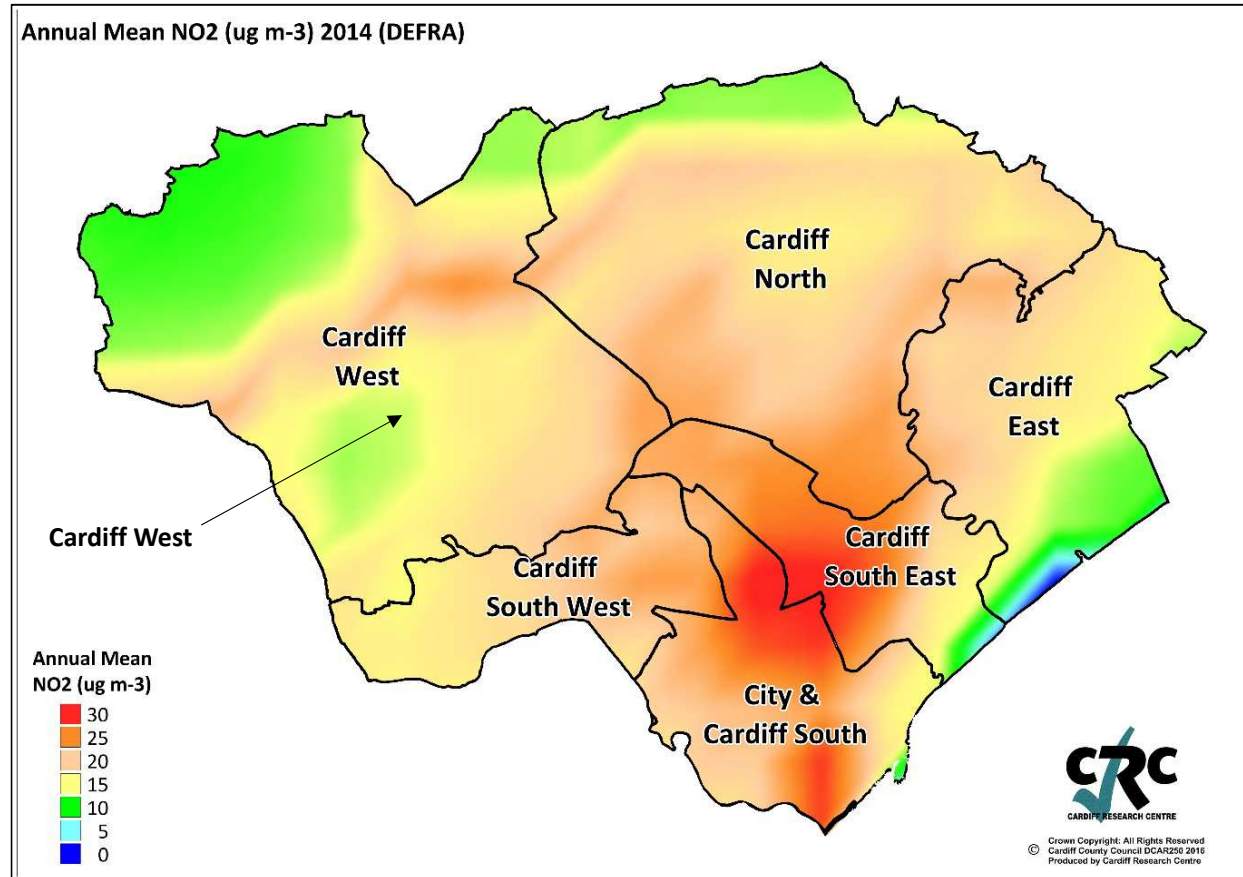 Annual Mean NO2 (ug m-3) 2014 (DEFRA)
Cardiff
North
Cardiff
West
Cardiff
East
Cardiff West
Cardiff
South East
Cardiff
South West
City &
Cardiff South
Annual Mean
NO2 (ug m-3)
30
25
20
15
10
5
0
CRC
CARDIFF RESEARCH CENTRE
© Crown Copyright: All Rights Reserved
Cardiff County Council DCAR250 2016
Produced by Cardiff Research Centre